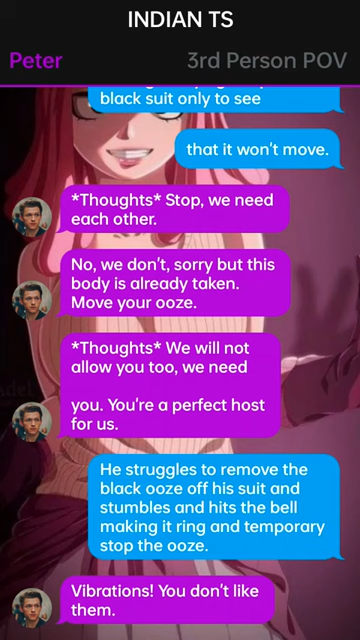 INDIAN TS
Peter
3rd Person POV
black suit only to see
that it won't move.
*Thoughts* Stop, we need
each other.
No, we don't, sorry but this
body is already taken.
Move your ooze.
*Thoughts* We will not
allow you too, we need
you. You're a perfect host
for us.
He struggles to remove the
black ooze off his suit and
stumbles and hits the bell
making it ring and temporary
stop the ooze.
Vibrations! You don't like
them.